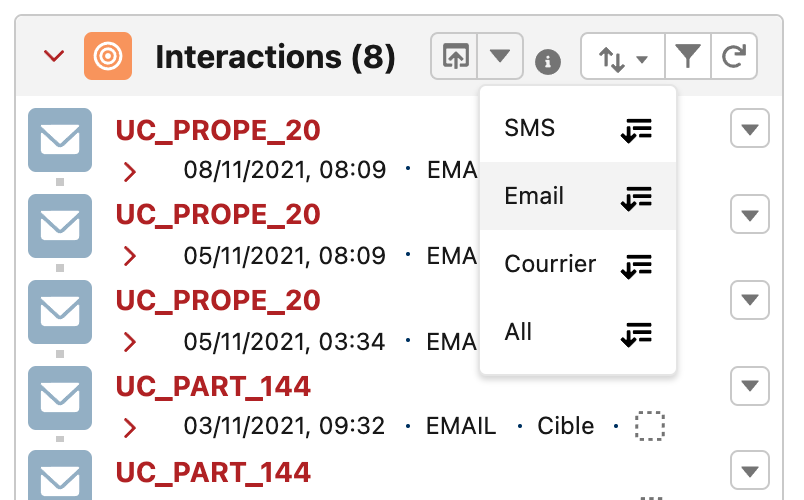 Interactions (8)
SMS
Email
Courrier
All
UC_PROPE_20
08/11/2021, 08:09 · EMA
UC_PROPE_20
05/11/2021, 08:09 · EMA
UC_PROPE_20
05/11/2021, 03:34 · EMA
UC_PART_144
03/11/2021, 09:32 · EMAIL · Cible ·
UC_PART_144